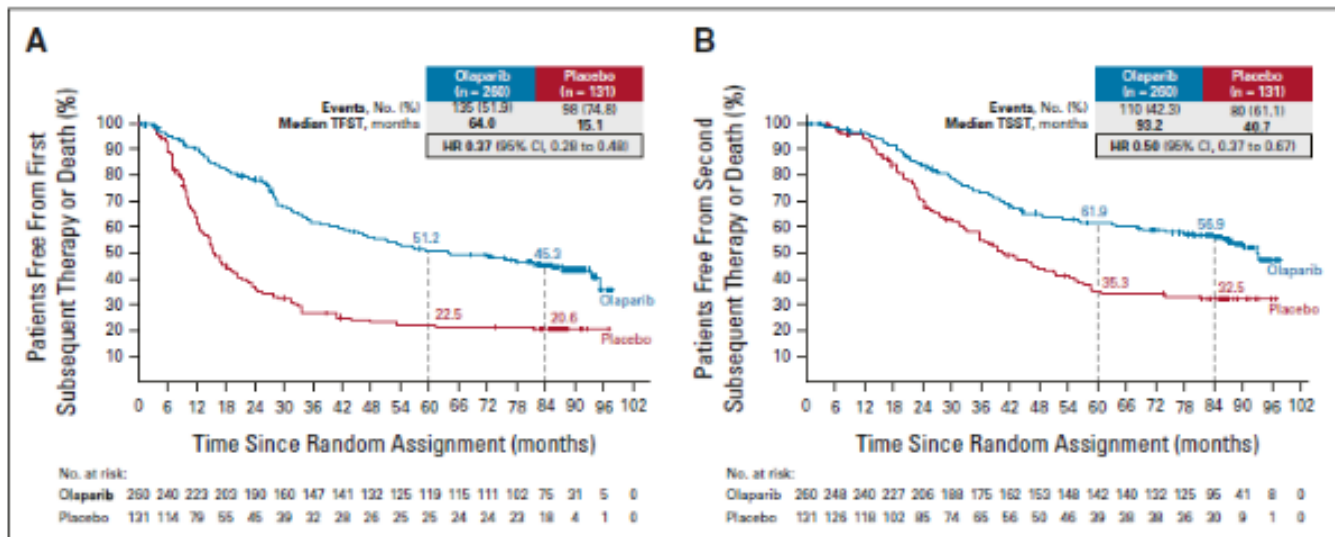 A
Olaparib
(n = 260)
Placebo
(n = 131)
Events, No. (%) 135 (51.9) 98 (74.8)
Median TFST, months 64.0 15.1
HR 0.37 (95% CI, 0.28 to 0.48)
Patients Free From First
Subsequent Therapy or Death (%)
100
90
80
70
60
50
40
30
20
10
51.2
45.3
22.5
20.6
Olaparib
Placebo
0 6 12 18 24 30 36 42 48 54 60 66 72 78 84 90 96 102
Time Since Random Assignment (months)
No. at risk:
Olaparib 260 240 223 203 190 160 147 141 132 125 119 115 111 102 75 31 5 0
Placebo 131 114 79 55 45 39 32 28 26 25 25 24 24 23 18 4 1 0
B
Olaparib
(n = 260)
Placebo
(n = 131)
Events, No. (%) 110 (42.3) 80 (61.1)
Median TSST, months 93.2 40.7
HR 0.50 (95% CI, 0.37 to 0.67)
Patients Free From Second
Subsequent Therapy or Death (%)
100
90
80
70
60
50
40
30
20
10
61.9
56.9
35.3
32.5
Olaparib
Placebo
0 6 12 18 24 30 36 42 48 54 60 66 72 78 84 90 96 102
Time Since Random Assignment (months)
No. at risk:
Olaparib 260 248 240 227 206 188 175 162 153 148 142 140 132 125 95 41 8 0
Placebo 131 126 118 102 85 74 65 56 50 46 39 38 38 36 30 9 1 0